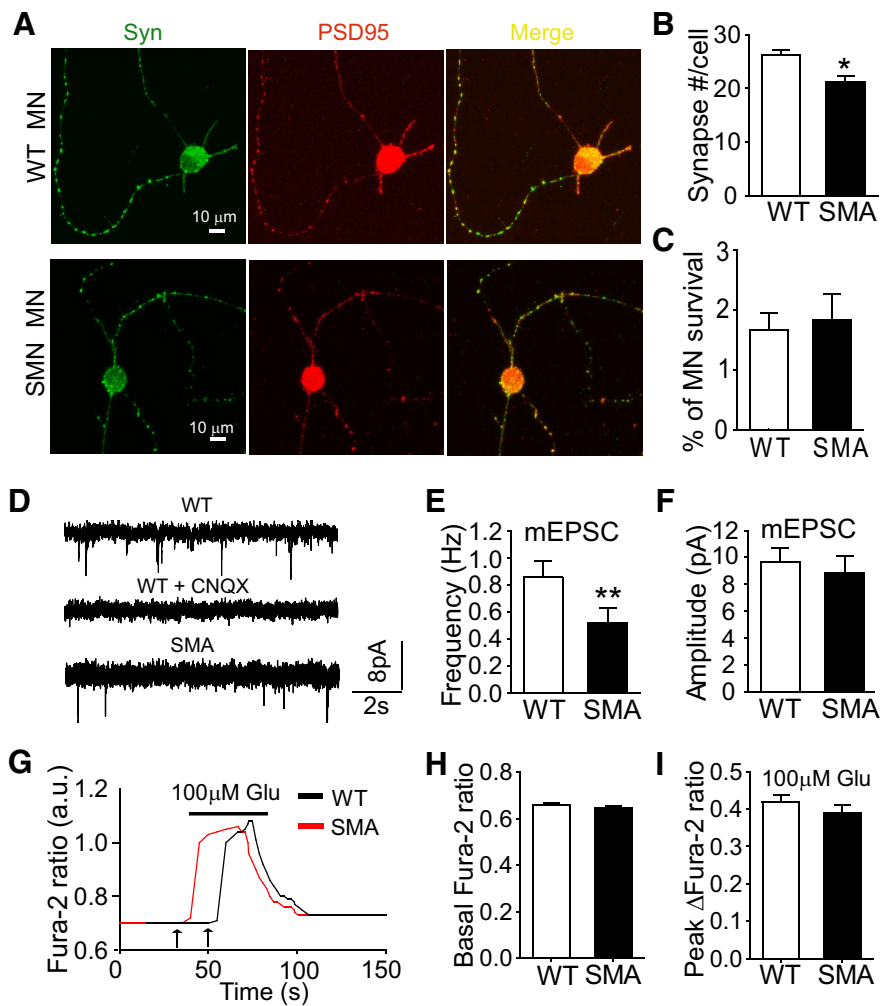 A
Syn
PSD95
Merge
WT MN
10 µm
SMN MN
10 µm
B
Synapse #/cell
30
20
10
0
*
WT SMA
C
% of MN survival
3
2
1
0
WT SMA
D
WT
WT + CNQX
SMA
8pA
2s
E
mEPSC
Frequency (Hz)
1.2
1.0
0.8
0.6
0.4
0.2
0.0
**
WT SMA
F
mEPSC
Amplitude (pA)
12
10
8
6
4
2
0
WT SMA
G
Fura-2 ratio (a.u.)
1.2
1.0
0.8
0.6
100µM Glu
WT
SMA
0 50 100 150
Time (s)
H
Basal Fura-2 ratio
0.8
0.6
0.4
0.2
0.0
WT SMA
I
100µM Glu
Peak ΔFura-2 ratio
0.5
0.4
0.3
0.2
0.1
0.0
WT SMA